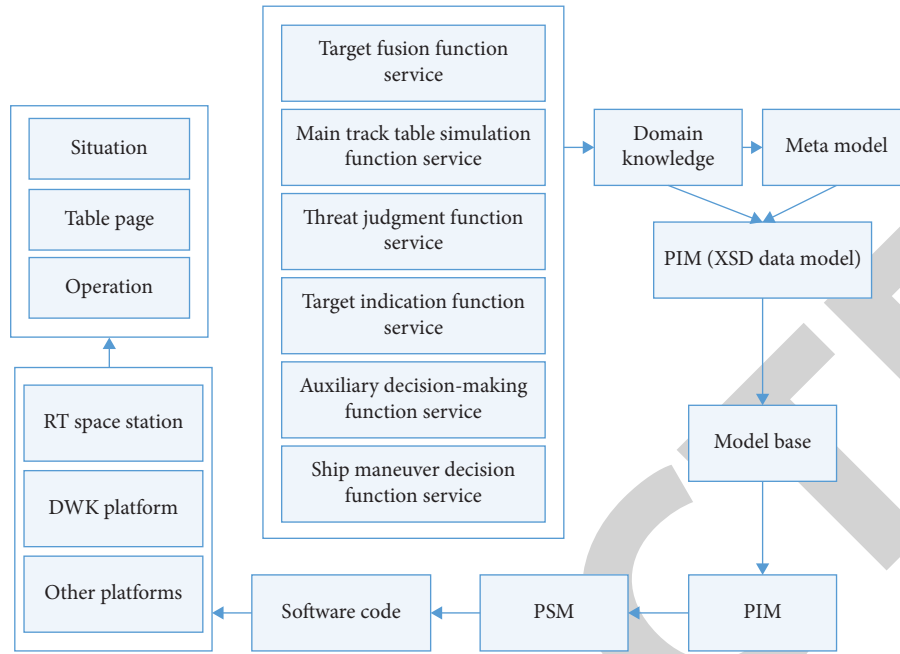 Target fusion function
service
Main track table simulation
function service
Threat judgment function
service
Target indication function
service
Auxiliary decision-making
function service
Ship maneuver decision
function service
Situation
Table page
Operation
RT space station
DWK platform
Other platforms
Domain
knowledge
Meta model
PIM (XSD data model)
Model base
PIM
PSM
Software code